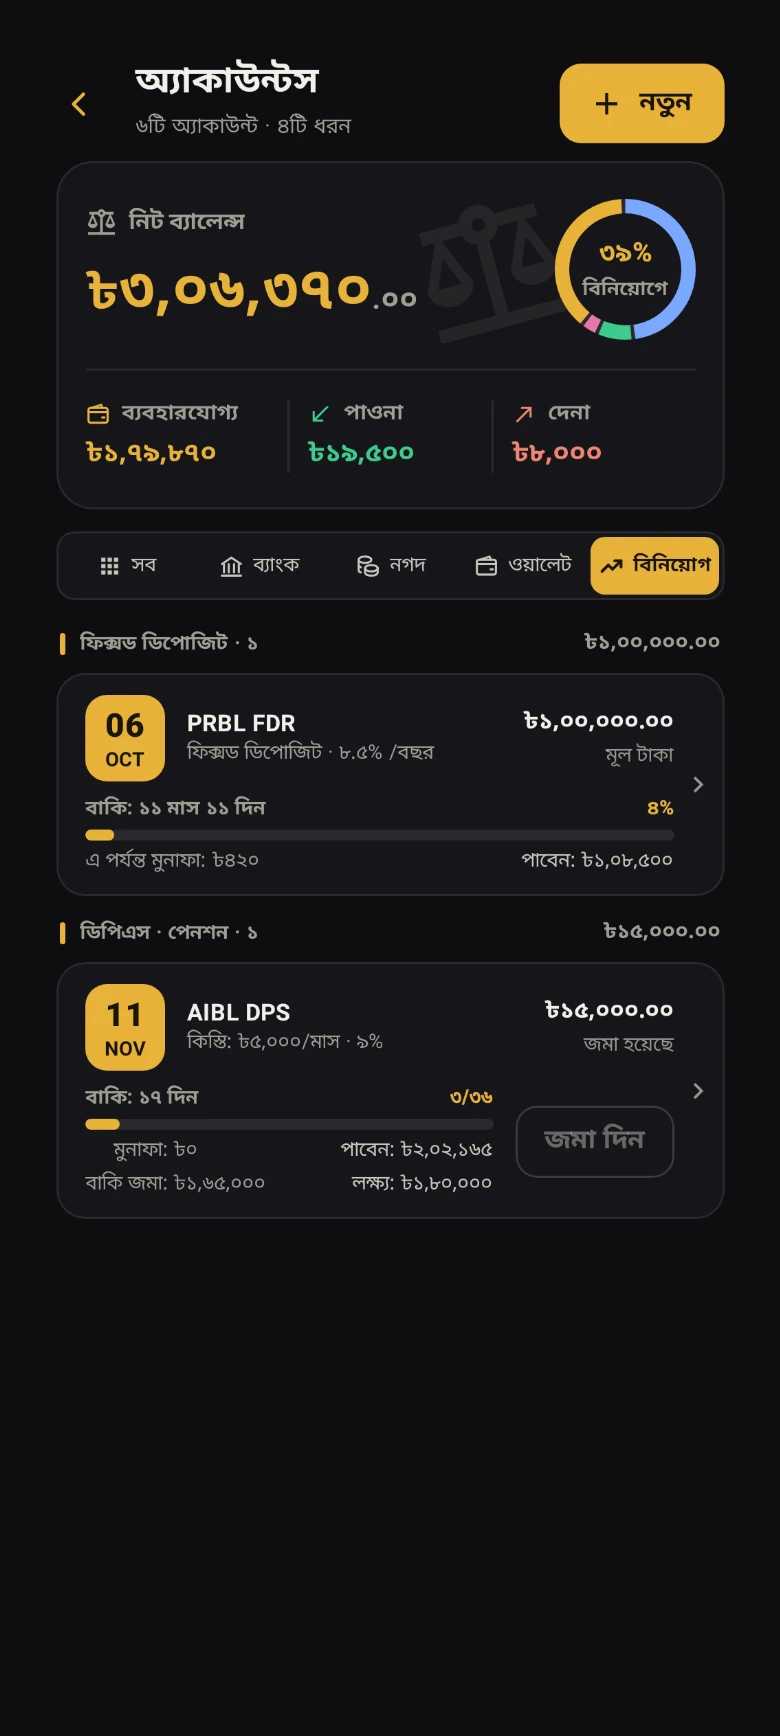 অ্যাকাউন্টস
৬টি অ্যাকাউন্ট · ৪টি ধরন
+ নতুন
নিট ব্যালেন্স
৳৩,০৬,৩৭০.০০
৩৯%
বিনিয়োগে
ব্যবহারযোগ্য
৳১,৭৯,৮৭০
পাওনা
৳১৯,৫০০
দেনা
৳৮,০০০
সব
ব্যাংক
নগদ
ওয়ালেট
বিনিয়োগ
ফিক্সড ডিপোজিট · ১
৳১,০০,০০০.০০
06
OCT
PRBL FDR
ফিক্সড ডিপোজিট · ৮.৫% /বছর
৳১,০০,০০০.০০
মূল টাকা
বাকি: ১১ মাস ১১ দিন
৪%
এ পর্যন্ত মুনাফা: ৳৪২০
পাবেন: ৳১,০৮,৫০০
ডিপিএস · পেনশন · ১
৳১৫,০০০.০০
11
NOV
AIBL DPS
কিস্তি: ৳৫,০০০/মাস · ৯%
৳১৫,০০০.০০
জমা হয়েছে
বাকি: ১৭ দিন
৩/৩৬
মুনাফা: ৳০
পাবেন: ৳২,০২,১৬৫
বাকি জমা: ৳১,৬৫,০০০
লক্ষ্য: ৳১,৮০,০০০
জমা দিন